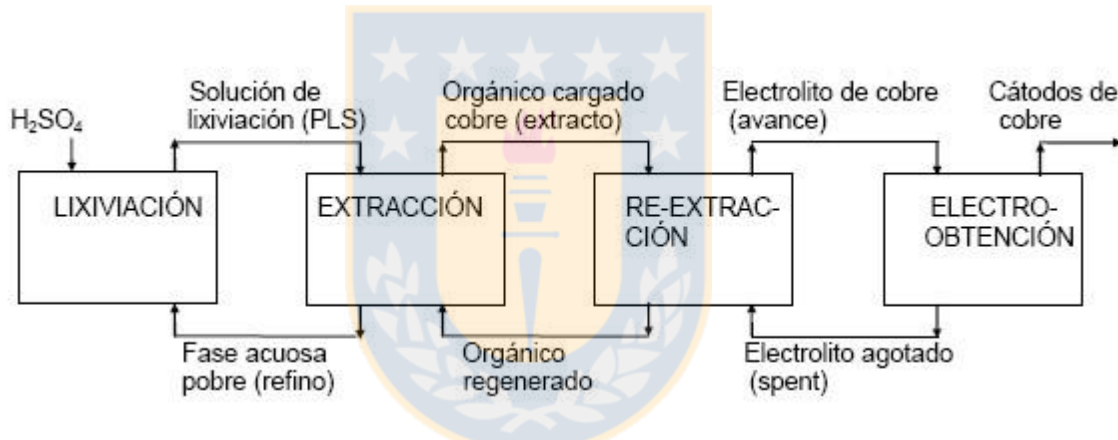 H₂SO₄
Solución de
lixiviación (PLS)
Orgánico cargado
cobre (extracto)
Electrolito de cobre
(avance)
Cátodos de
cobre
LIXIVIACIÓN
EXTRACCIÓN
RE-EXTRAC-
CIÓN
ELECTRO-
OBTENCIÓN
Fase acuosa
pobre (refino)
Orgánico
regenerado
Electrolito agotado
(spent)